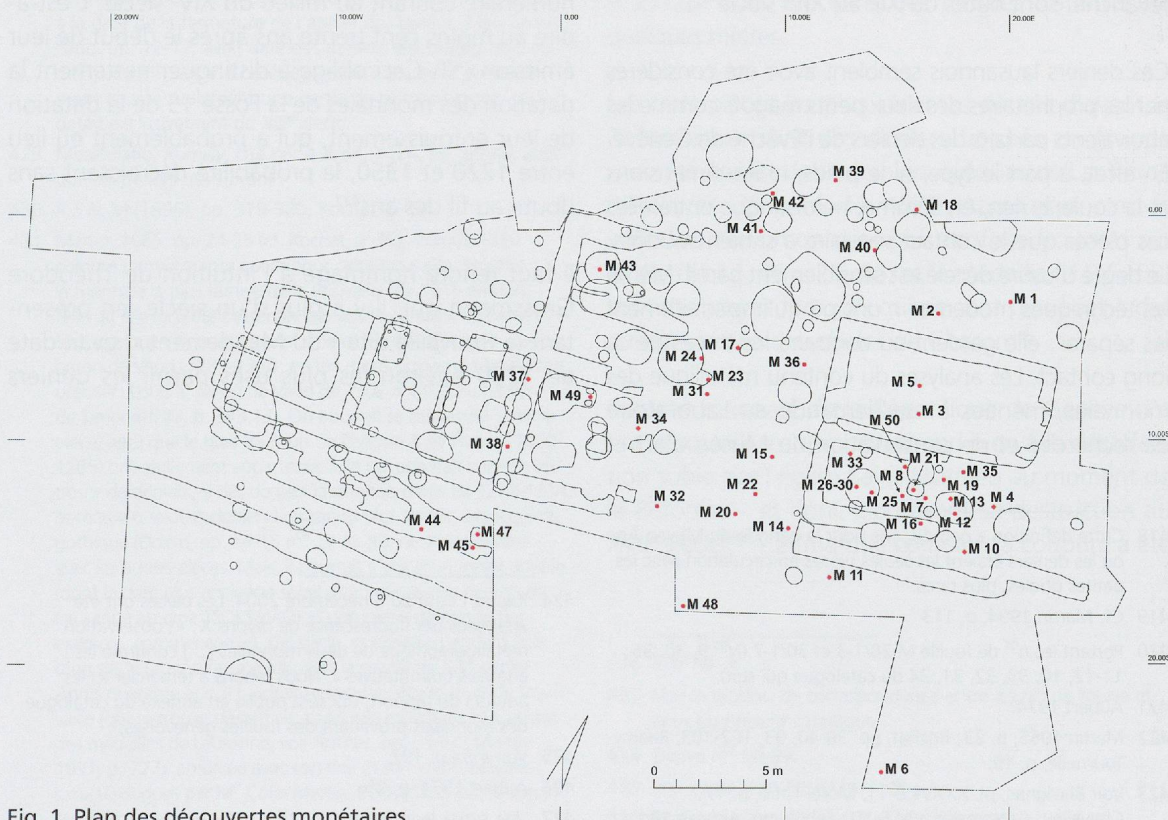 20.00W 10.00W 0.00 10.00E 20.00E
M 39
M 42
M 18
0.00
M 41
M 40
M 43
M 1
M 2
M 17
M 24
M 36
M 37
M 23
M 31
M 5
M 49
M 3
M 34
M 50
10.00S
M 38
M 15
M 33
M 21
M 8
M 35
M 26-30
M 19
M 22
M 32
M 25
M 7
M 13
M 4
M 20
M 14
M 16
M 12
M 44
M 47
M 45
M 10
M 11
M 48
20.00S
M 6
0 5 m
Fig. 1 Plan des découvertes monétaires